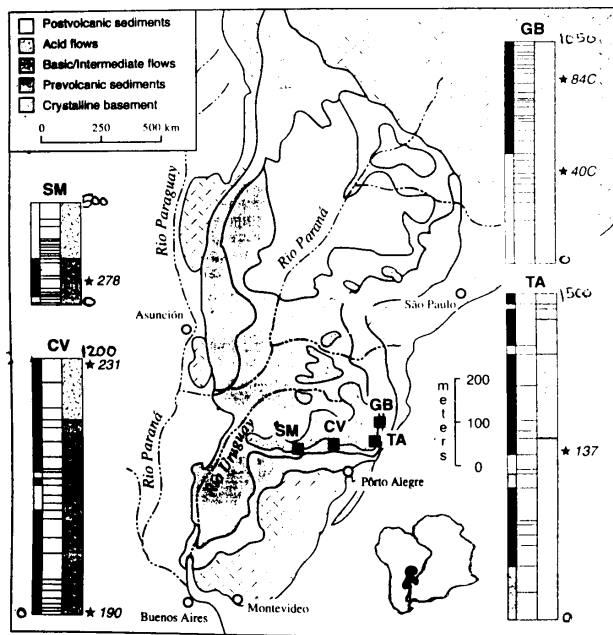 Postvolcanic sediments
Acid flows
Basic/Intermediate flows
Prevolcanic sediments
Crystalline basement
0 250 500 km
GB
1050
★ 84C
★ 40C
0
SM
500
★ 278
0
CV
1200
★ 231
★ 190
0
TA
1500
★ 137
0
Rio Paraguay
Rio Paraná
Asunción
São Paulo
Rio Paraná
Rio Uruguay
SM
CV
GB
TA
Pôrto Alegre
Buenos Aires
Montevideo
meters
200
100
0